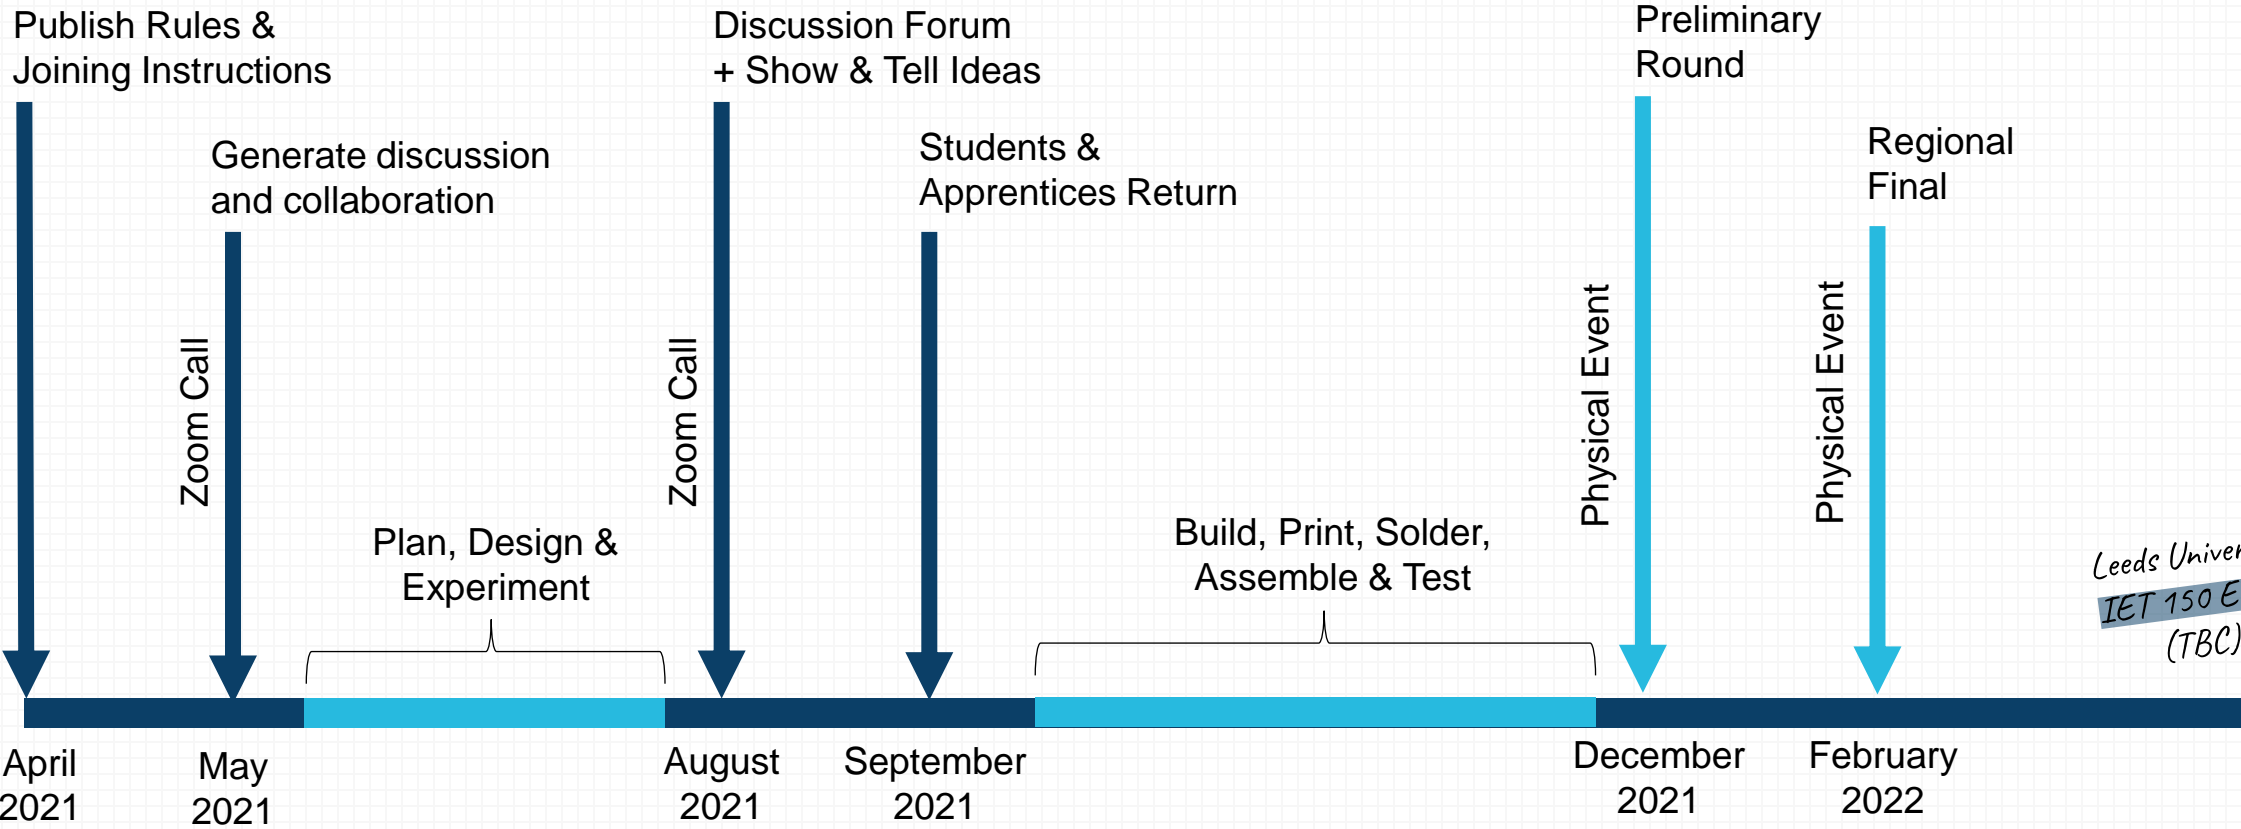 Publish Rules &
Joining Instructions
Generate discussion
and collaboration
Zoom Call
Plan, Design &
Experiment
Discussion Forum
+ Show & Tell Ideas
Zoom Call
Students &
Apprentices Return
Build, Print, Solder,
Assemble & Test
Preliminary
Round
Physical Event
Regional
Final
Physical Event
Leeds
IET 150
(TBC)
April
2021
May
2021
August
2021
September
2021
December
2021
February
2022